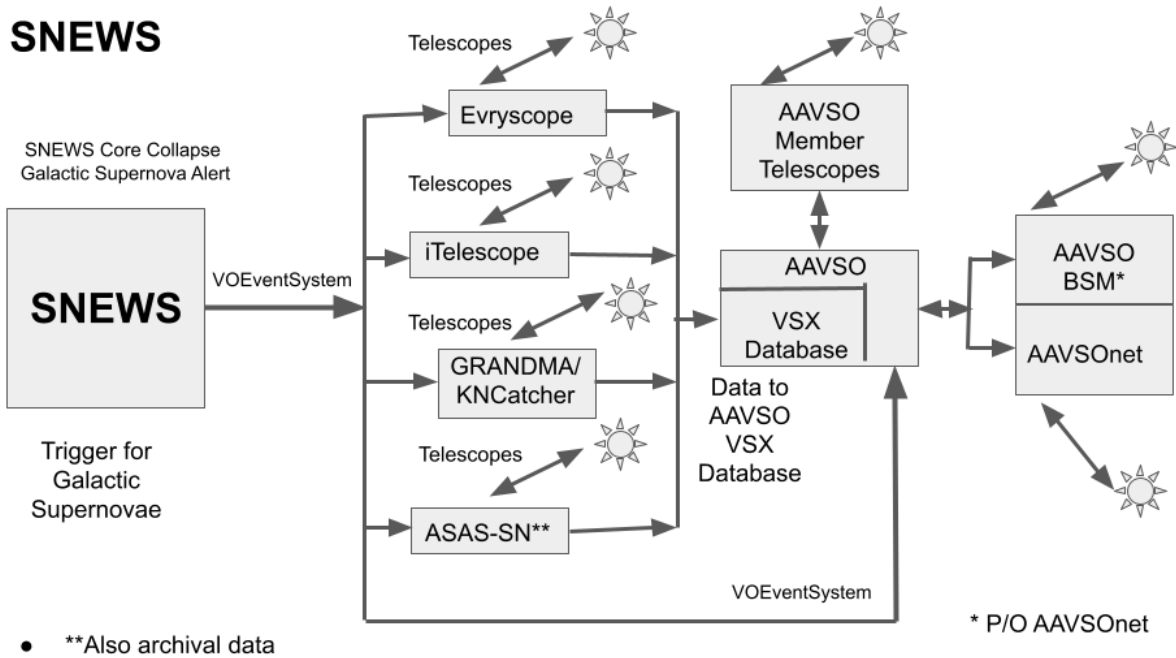 SNEWS
SNEWS Core Collapse
Galactic Supernova Alert
SNEWS
Trigger for
Galactic
Supernovae
VOEventSystem
Telescopes
Evryscope
Telescopes
iTelescope
Telescopes
GRANDMA/
KNCatcher
Telescopes
ASAS-SN**
AAVSO
Member
Telescopes
AAVSO
VSX
Database
Data to
AAVSO
VSX
Database
VOEventSystem
AAVSO
BSM*
AAVSOnet
* P/O AAVSOnet
● **Also archival data